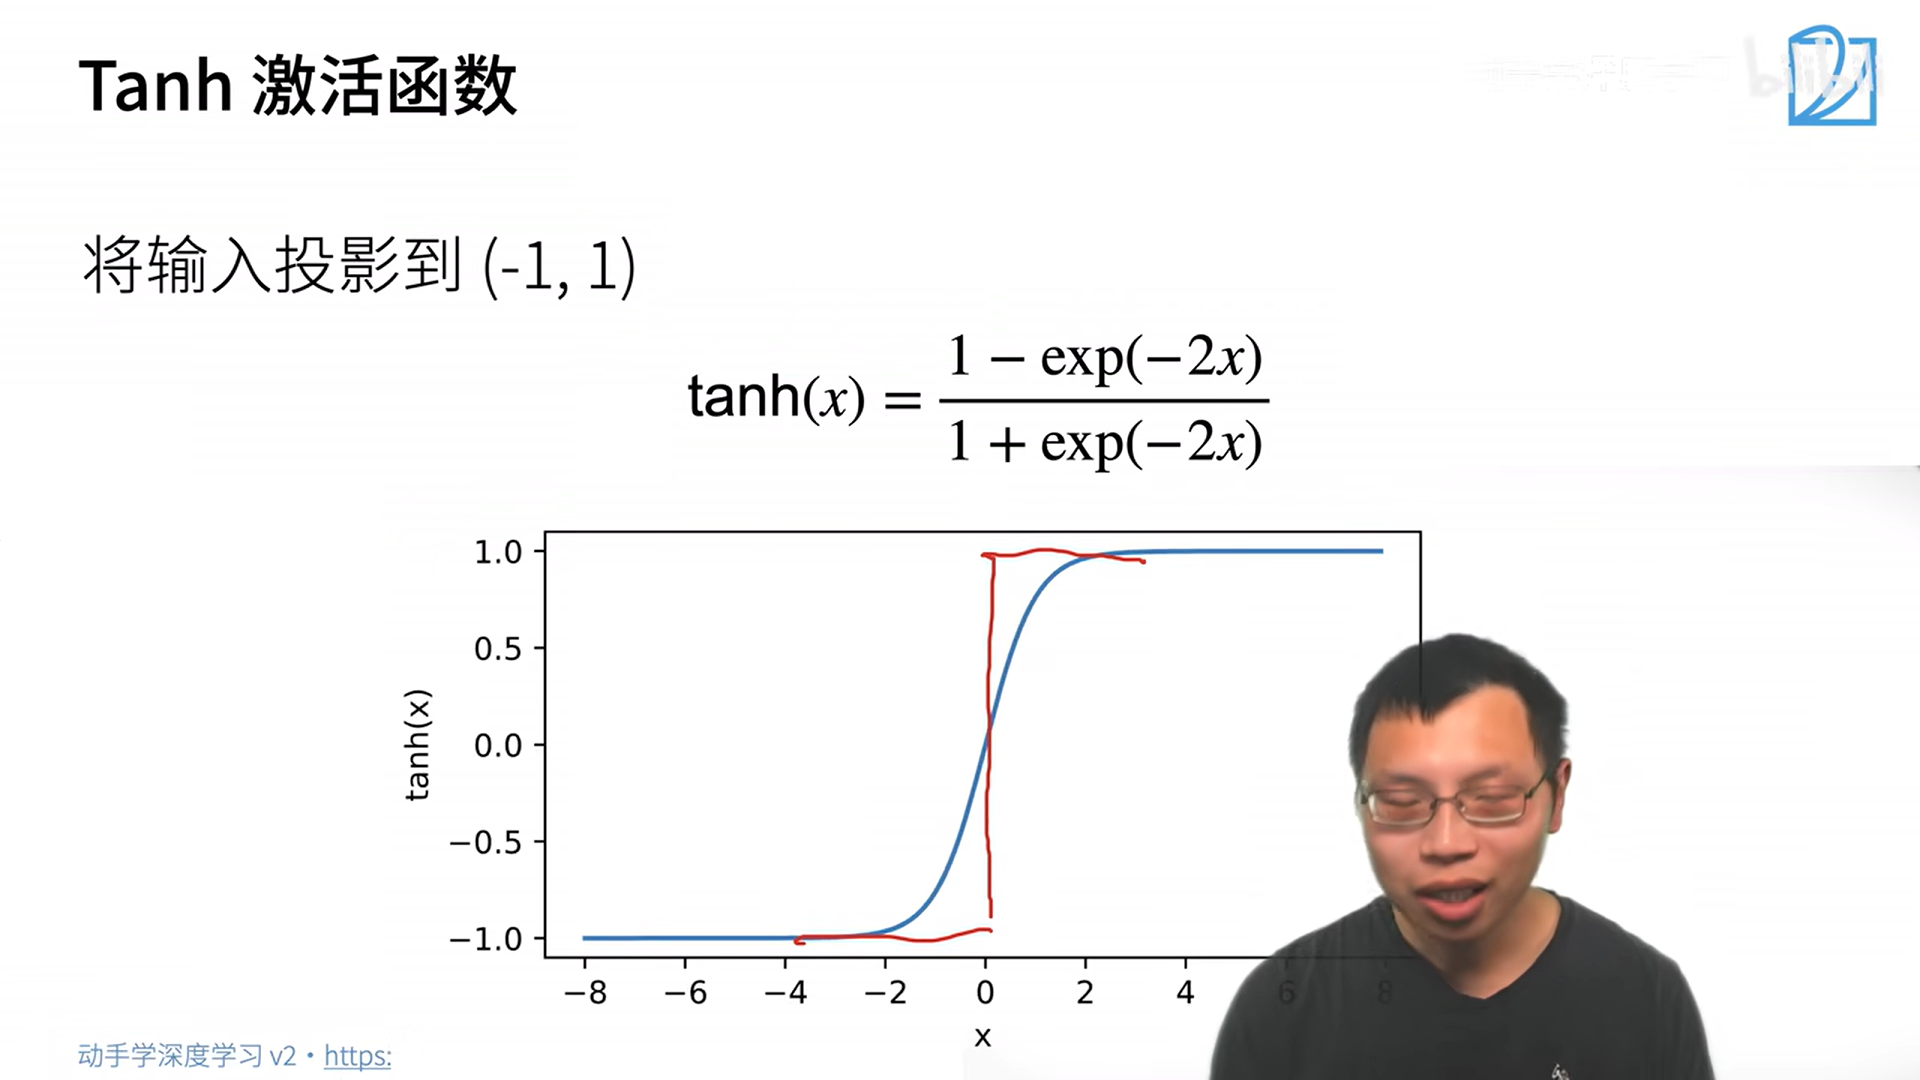 Tanh 激活函数
bilibili
将输入投影到 (-1, 1)
tanh(x) = \frac{1 − exp(−2x)}{1 + exp(−2x)}
1.0
0.5
0.0
−0.5
−1.0
tanh(x)
−8 −6 −4 −2 0 2 4 6 8
x
动手学深度学习 v2 · https: